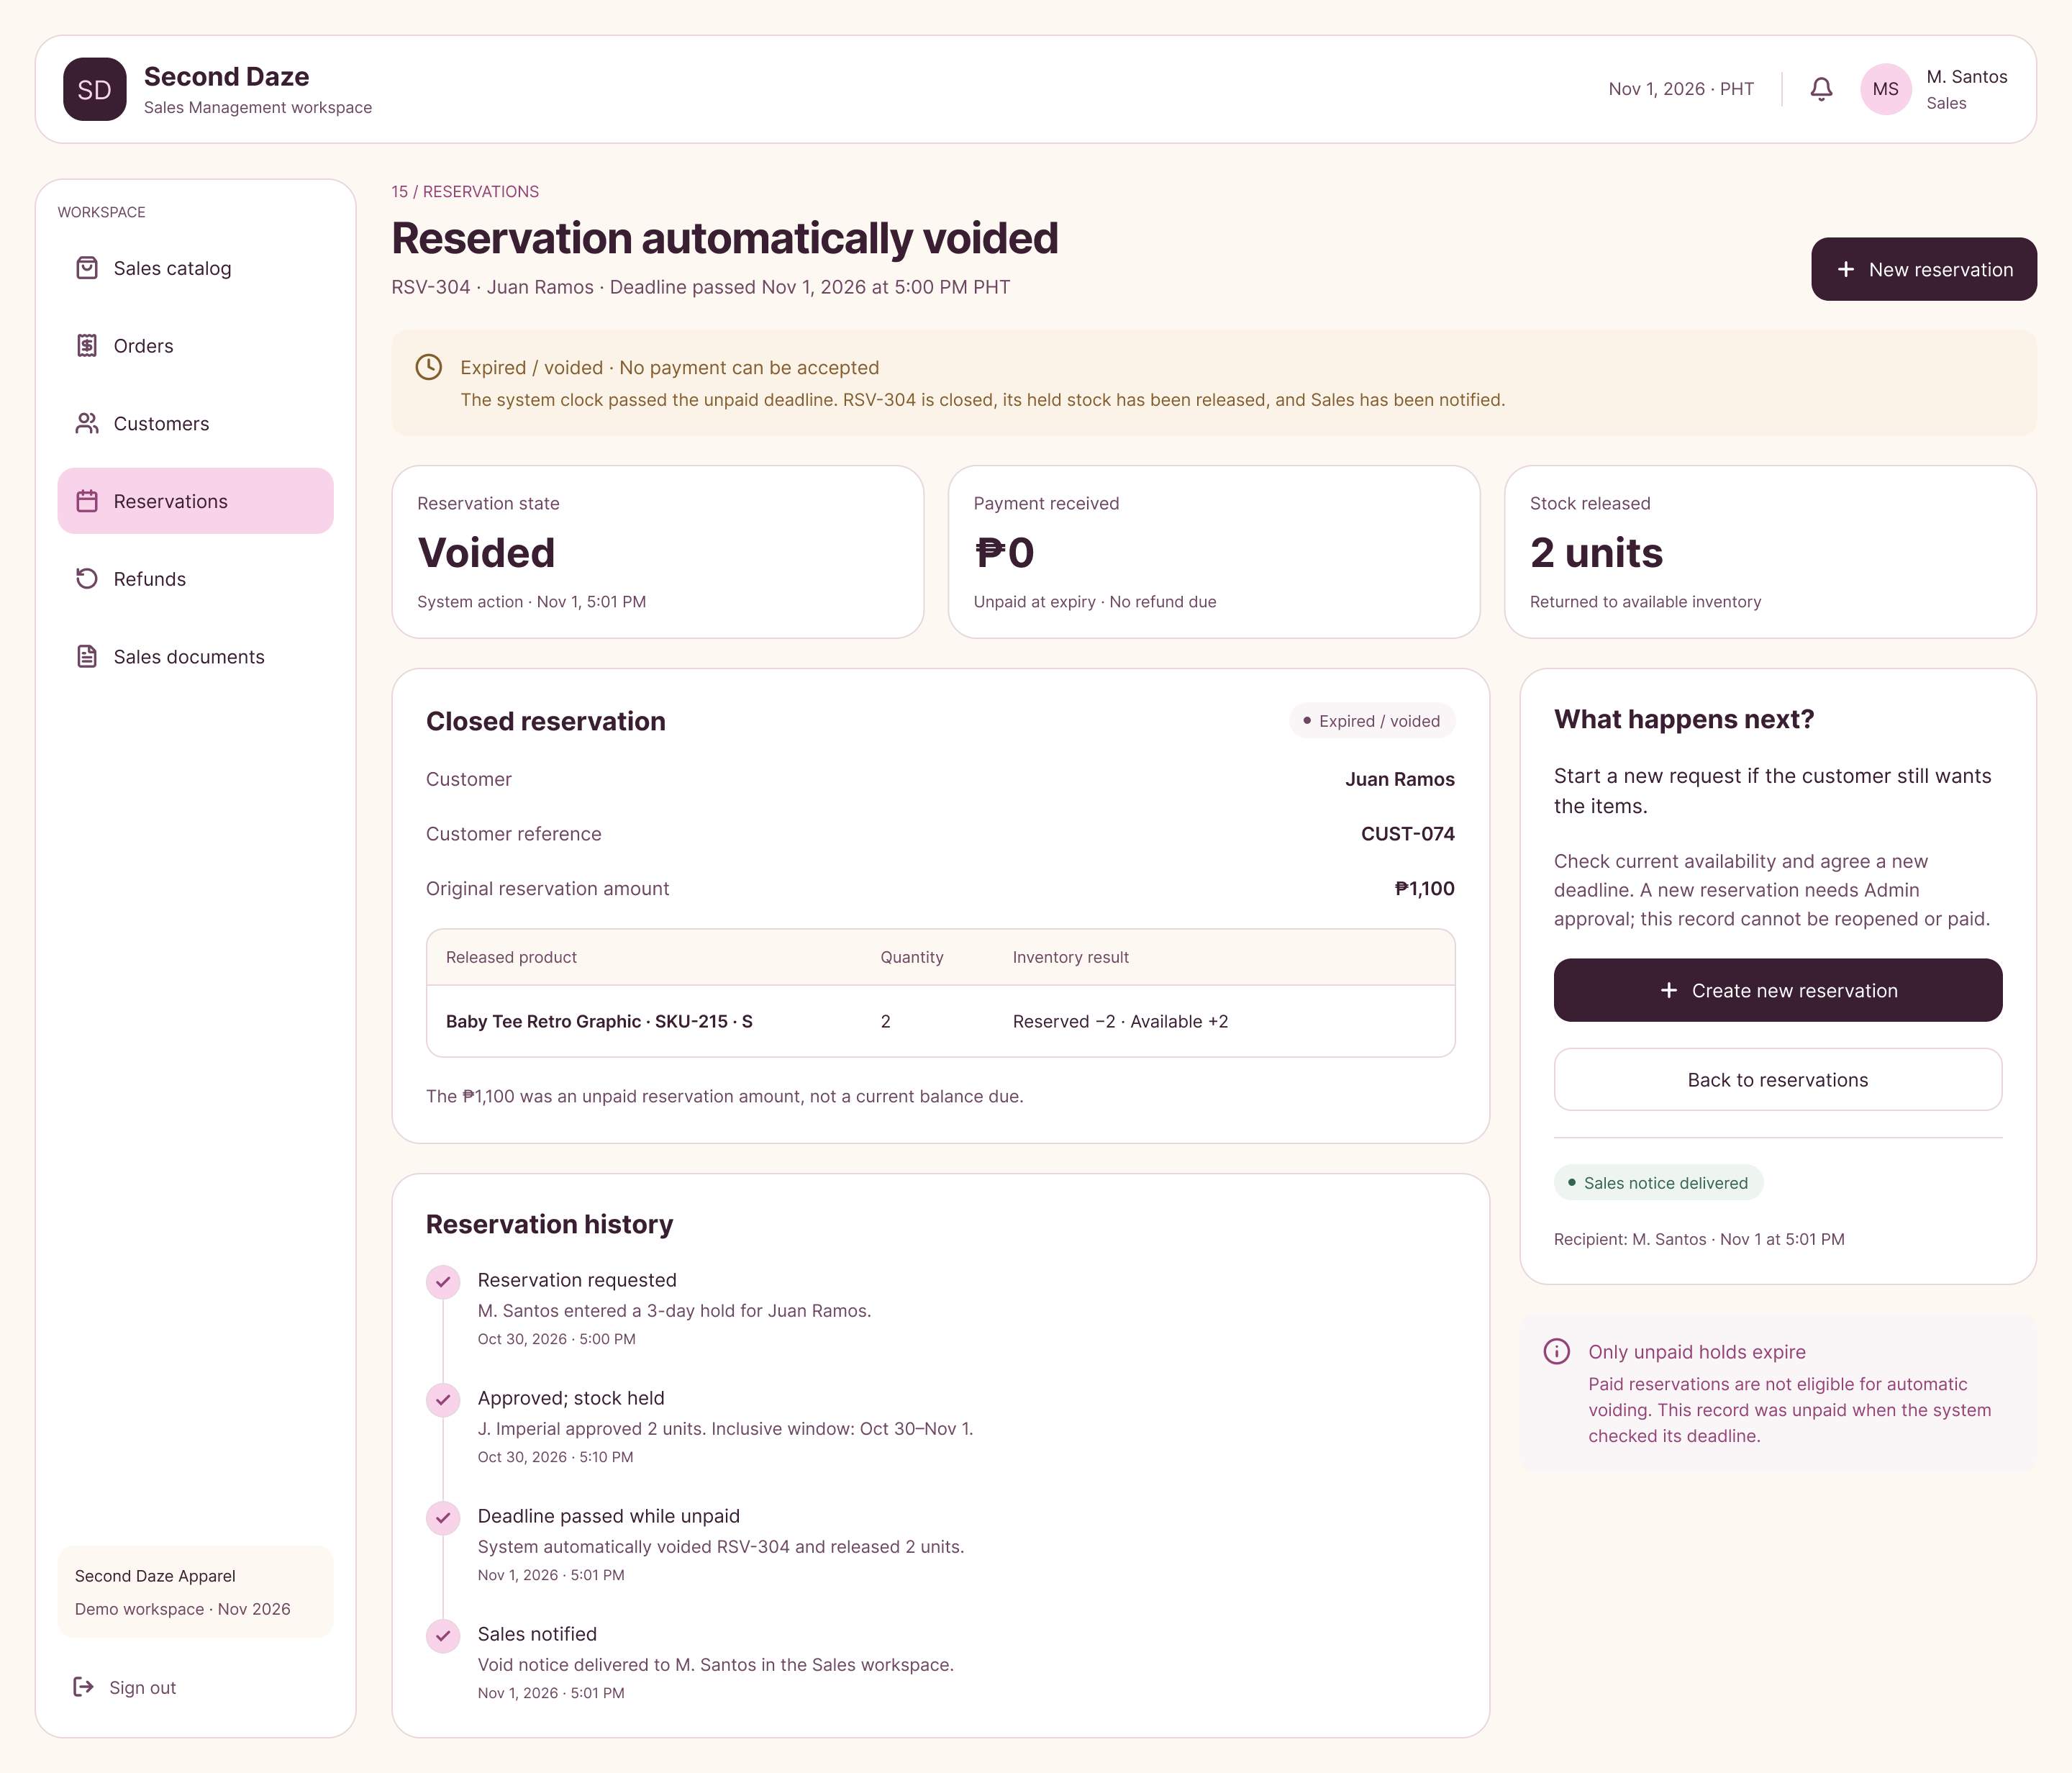 SD
Second Daze
Sales Management workspace
Nov 1, 2026 · PHT
MS
M. Santos
Sales
WORKSPACE
Sales catalog
Orders
Customers
Reservations
Refunds
Sales documents
Second Daze Apparel
Demo workspace · Nov 2026
Sign out
15 / RESERVATIONS
Reservation automatically voided
RSV-304 · Juan Ramos · Deadline passed Nov 1, 2026 at 5:00 PM PHT
New reservation
Expired / voided · No payment can be accepted
The system clock passed the unpaid deadline. RSV-304 is closed, its held stock has been released, and Sales has been notified.
Reservation state
Voided
System action · Nov 1, 5:01 PM
Payment received
₱0
Unpaid at expiry · No refund due
Stock released
2 units
Returned to available inventory
Closed reservation
Expired / voided
Customer
Juan Ramos
Customer reference
CUST-074
Original reservation amount
₱1,100
Released product
Quantity
Inventory result
Baby Tee Retro Graphic · SKU-215 · S
2
Reserved −2 · Available +2
The ₱1,100 was an unpaid reservation amount, not a current balance due.
Reservation history
Reservation requested
M. Santos entered a 3-day hold for Juan Ramos.
Oct 30, 2026 · 5:00 PM
Approved; stock held
J. Imperial approved 2 units. Inclusive window: Oct 30–Nov 1.
Oct 30, 2026 · 5:10 PM
Deadline passed while unpaid
System automatically voided RSV-304 and released 2 units.
Nov 1, 2026 · 5:01 PM
Sales notified
Void notice delivered to M. Santos in the Sales workspace.
Nov 1, 2026 · 5:01 PM
What happens next?
Start a new request if the customer still wants
the items.
Check current availability and agree a new
deadline. A new reservation needs Admin
approval; this record cannot be reopened or paid.
Create new reservation
Back to reservations
Sales notice delivered
Recipient: M. Santos · Nov 1 at 5:01 PM
Only unpaid holds expire
Paid reservations are not eligible for automatic
voiding. This record was unpaid when the system
checked its deadline.